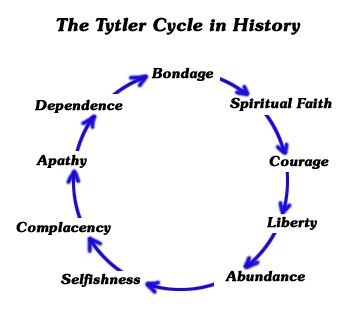 The Tytler Cycle in History
Bondage
Spiritual Faith
Courage
Liberty
Abundance
Selfishness
Complacency
Apathy
Dependence